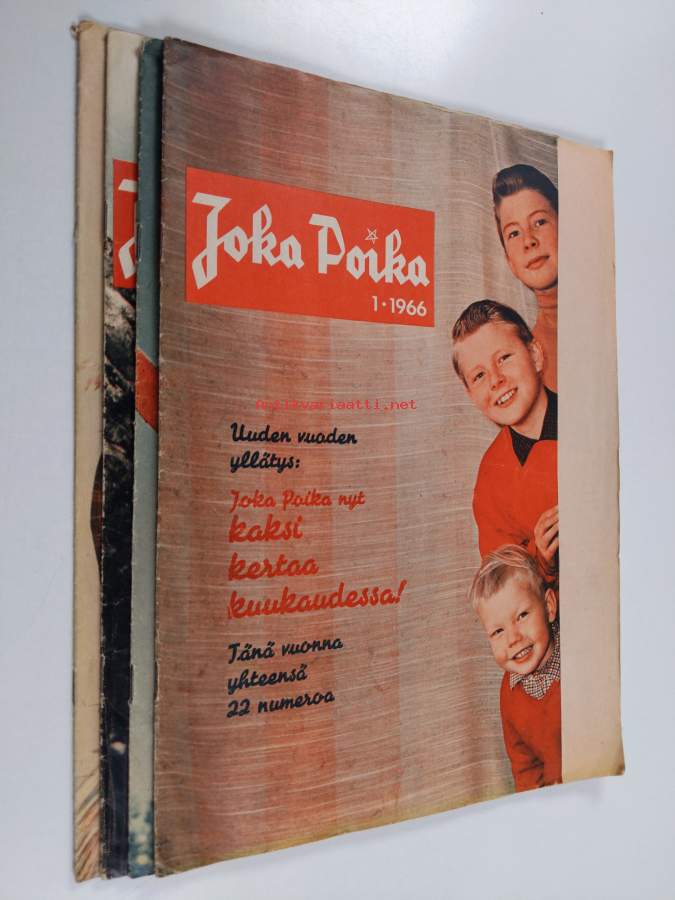 Joka Poika
1 • 1966
antikvariaatti.net
Uuden vuoden
yllätys:
Joka Poika nyt
kaksi
kertaa
kuukaudessa!
Tänä vuonna
yhteensä
22 numeroa